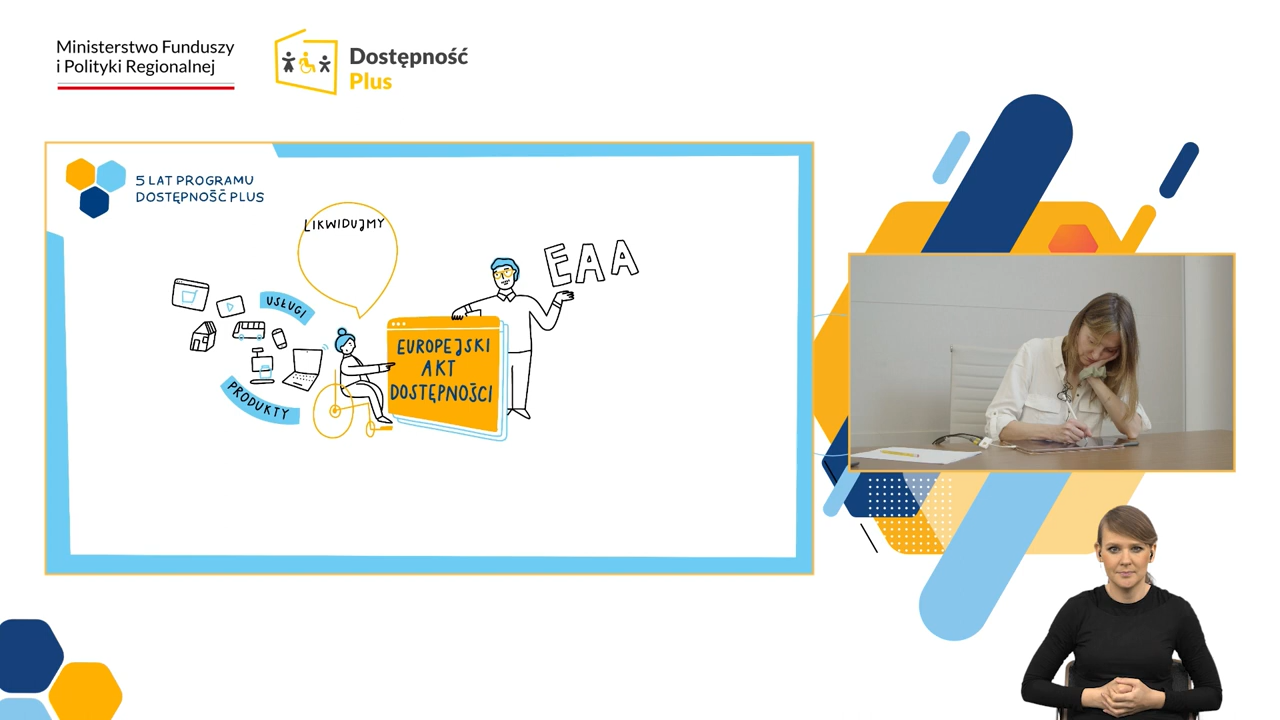 Ministerstwo Funduszy
i Polityki Regionalnej
Dostępność
Plus
5 LAT PROGRAMU
DOSTĘPNOŚĆ PLUS
LIKWIDUJMY
EAA
USŁUGI
EUROPEJSKI
AKT
DOSTĘPNOŚCI
PRODUKTY